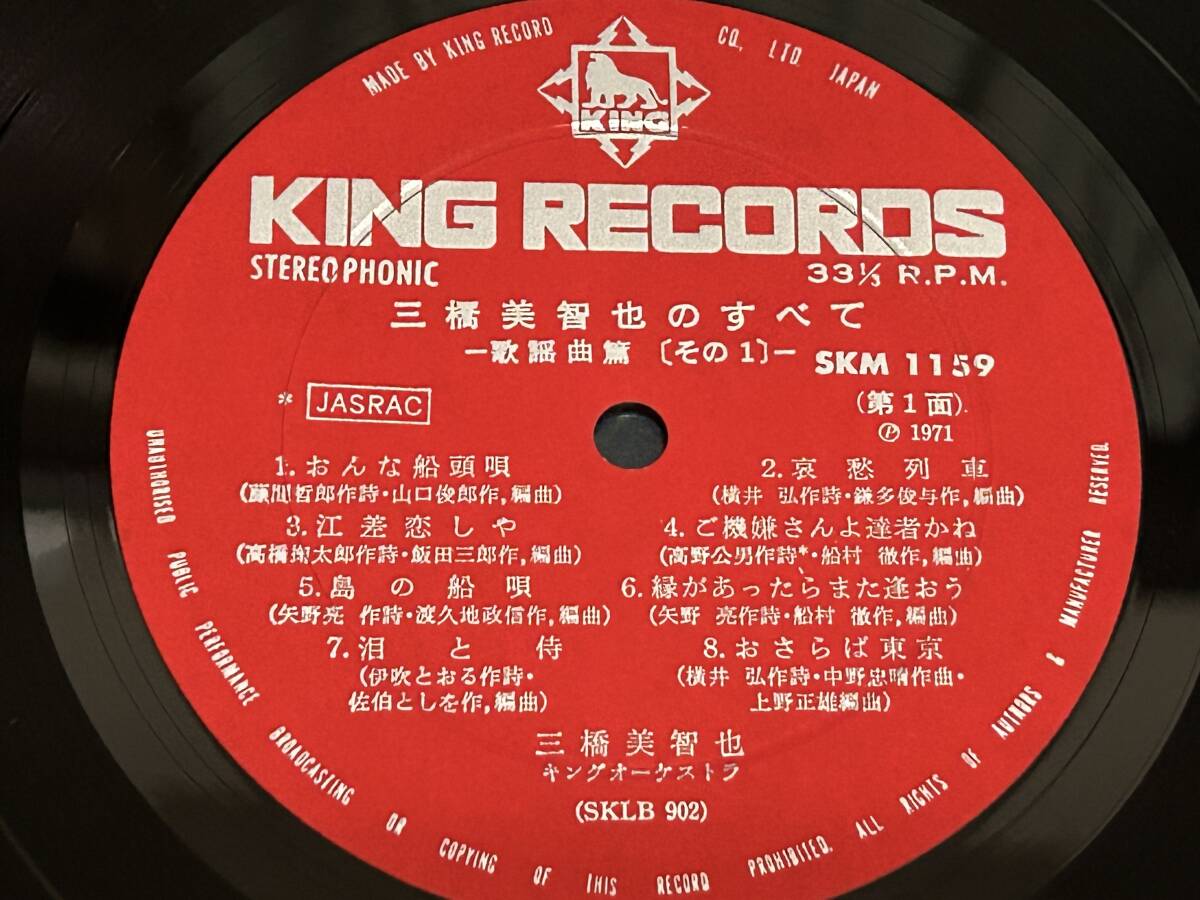 MADE BY KING RECORD CO., LTD. JAPAN
KING
KING RECORDS
STEREOPHONIC 33⅓ R.P.M.
三橋美智也のすべて
ー歌謡曲篇〔その1〕ー SKM 1159
* JASRAC (第1面)
Ⓟ 1971
1. おんな船頭唄 2. 哀愁列車
(藤間哲郎作詩・山口俊郎作,編曲) (横井 弘作詩・鎌多俊与作,編曲)
3. 江差恋しや 4. ご機嫌さんよ達者かね
(高橋掬太郎作詩・飯田三郎作,編曲) (高野公男作詩*・船村 徹作,編曲)
5. 島の船唄 6. 縁があったらまた逢おう
(矢野亮 作詩・渡久地政信作,編曲) (矢野 亮作詩・船村 徹作,編曲)
7. 泪と侍 8. おさらば東京
(伊吹とおる作詩・ (横井 弘作詩・中野忠晴作曲・
佐伯としを作,編曲) 上野正雄編曲)
三橋美智也
キングオーケストラ
(SKLB 902)
UNAUTHORISED PUBLIC PERFORMANCE BROADCASTING OR COPYING OF THIS RECORD PROHIBITED. ALL RIGHTS OF AUTHORS & MANUFACTURER RESERVED.